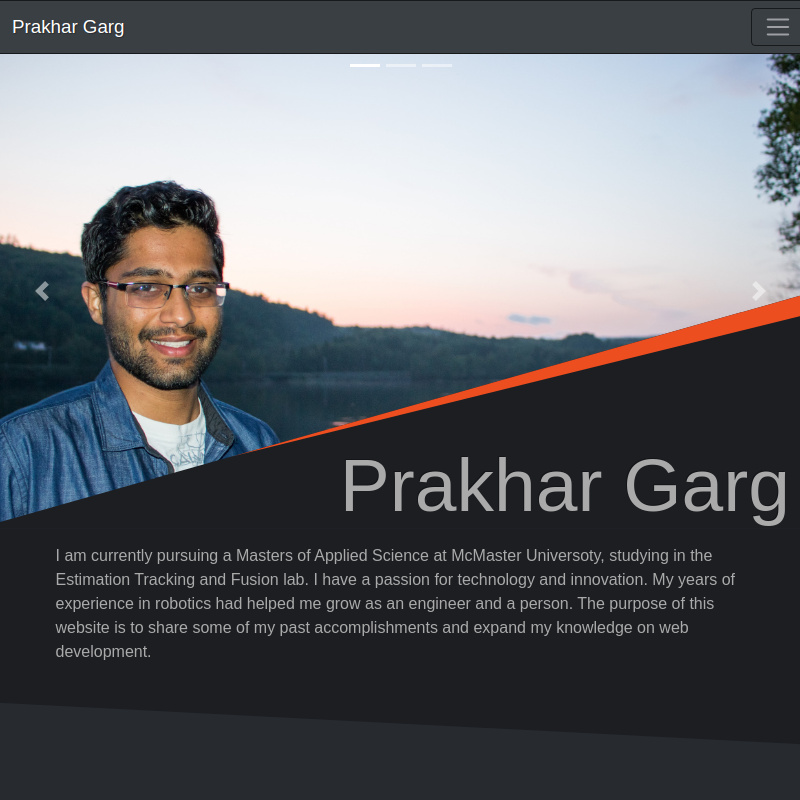 Prakhar Garg
Prakhar Garg
I am currently pursuing a Masters of Applied Science at McMaster Universoty, studying in the
Estimation Tracking and Fusion lab. I have a passion for technology and innovation. My years of
experience in robotics had helped me grow as an engineer and a person. The purpose of this
website is to share some of my past accomplishments and expand my knowledge on web
development.